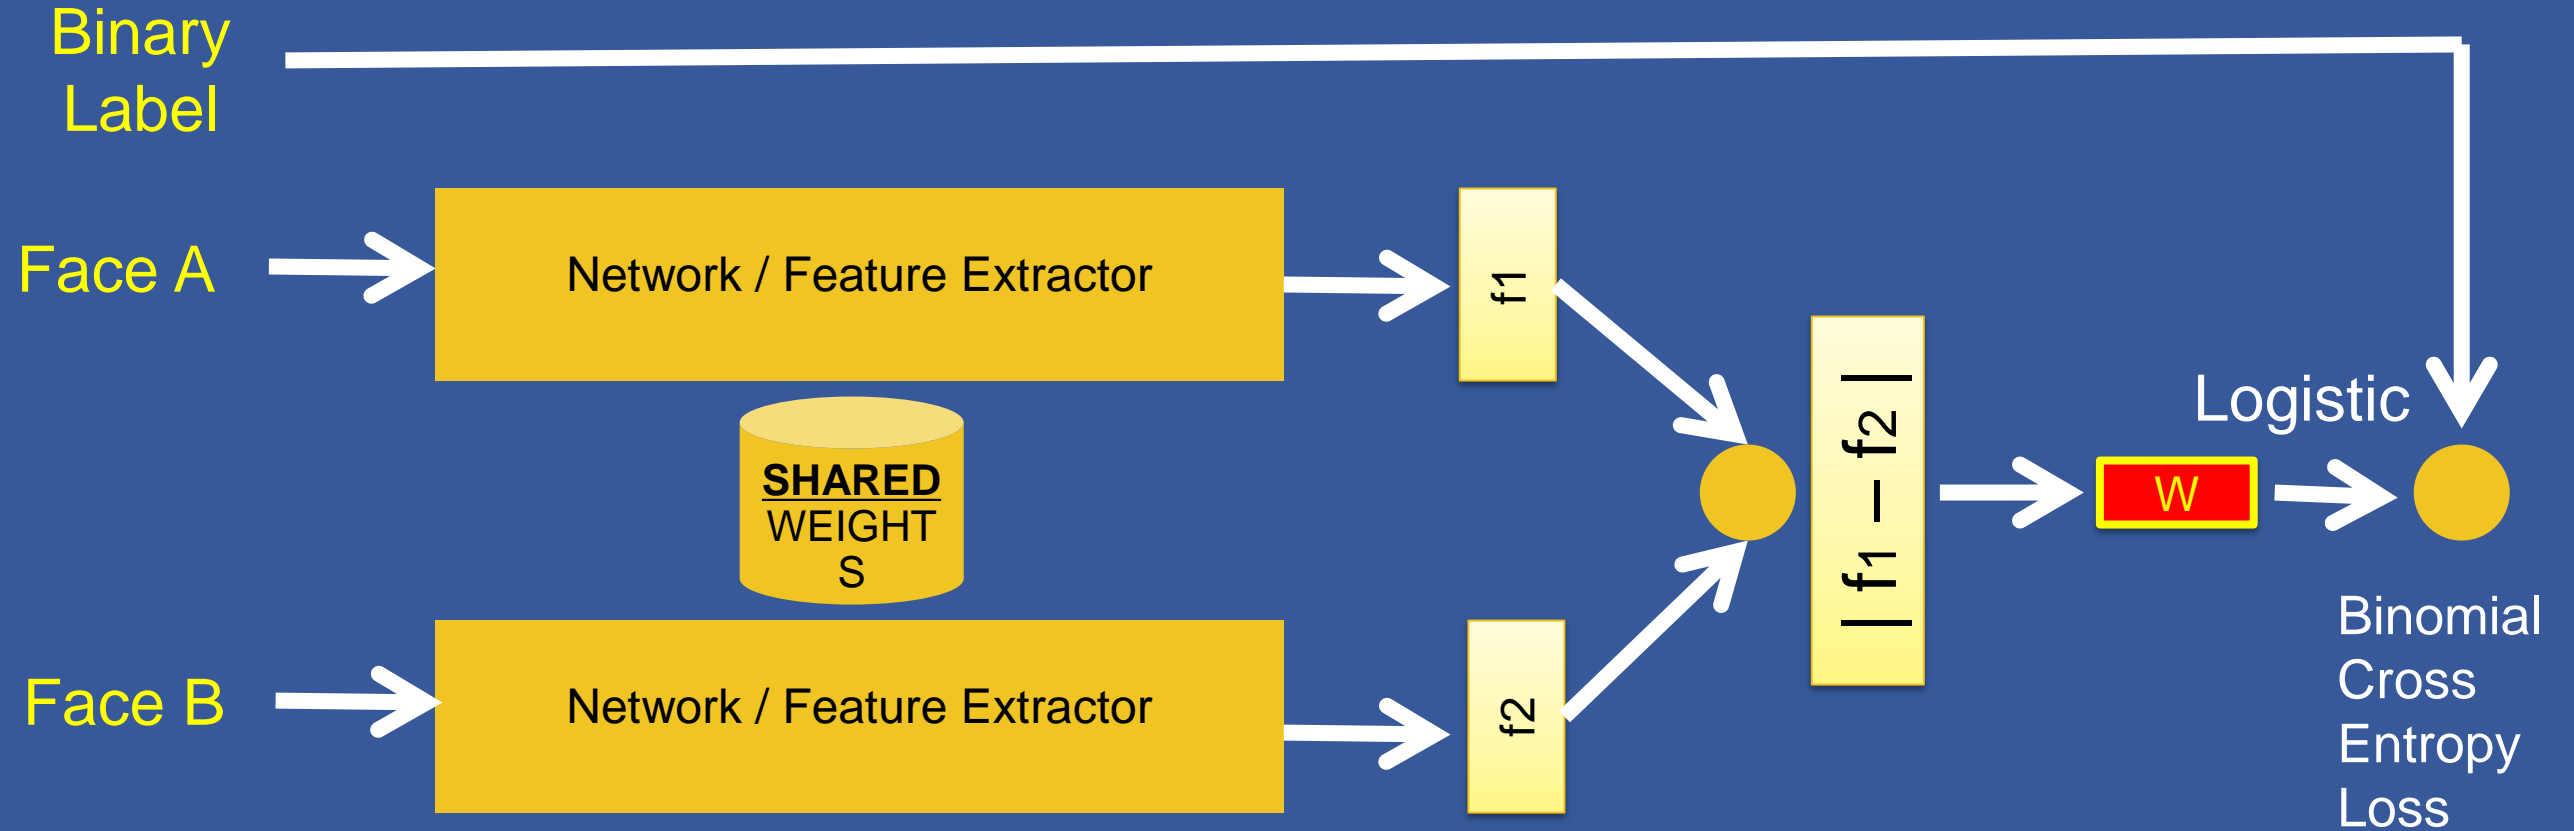 Binary
Label
Face A
Network / Feature Extractor
f1
SHARED
WEIGHT
S
Face B
Network / Feature Extractor
f2
| f1 – f2 |
W
Logistic
Binomial
Cross
Entropy
Loss